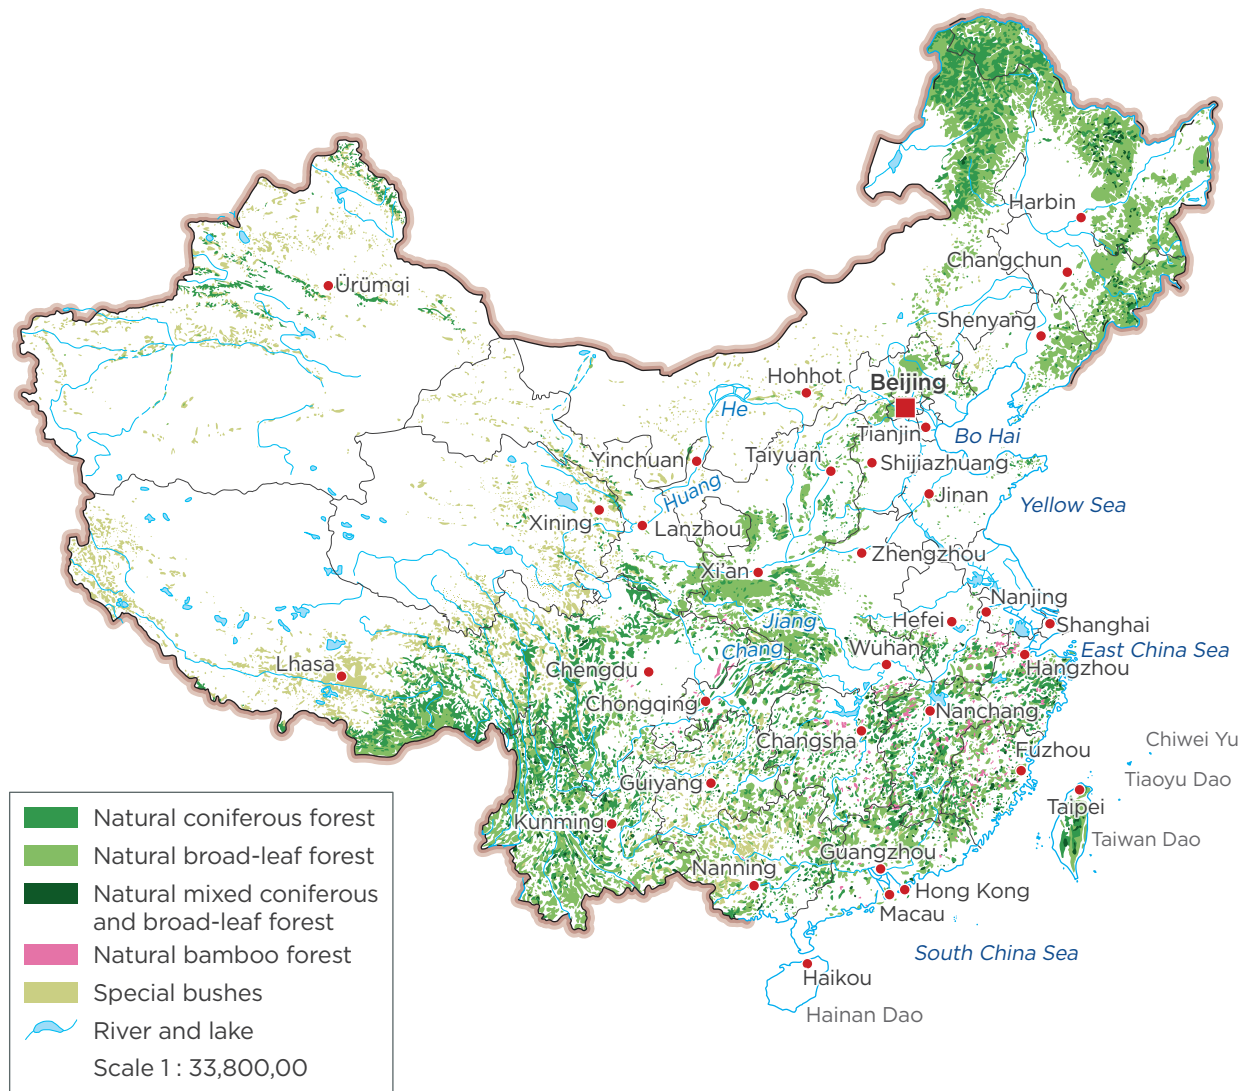 Harbin
Changchun
Ürümqi
Shenyang
Hohhot
Beijing
He
Tianjin
Bo Hai
Yinchuan
Taiyuan
Shijiazhuang
Huang
Jinan
Yellow Sea
Xining
Lanzhou
Zhengzhou
Xi'an
Nanjing
Jiang
Hefei
Shanghai
Chang
Wuhan
East China Sea
Lhasa
Chengdu
Hangzhou
Chongqing
Nanchang
Changsha
Fuzhou
Chiwei Yu
Guiyang
Tiaoyu Dao
Taipei
Kunming
Taiwan Dao
Guangzhou
Nanning
Hong Kong
Macau
South China Sea
Haikou
Hainan Dao
Natural coniferous forest
Natural broad-leaf forest
Natural mixed coniferous
and broad-leaf forest
Natural bamboo forest
Special bushes
River and lake
Scale 1 : 33,800,00